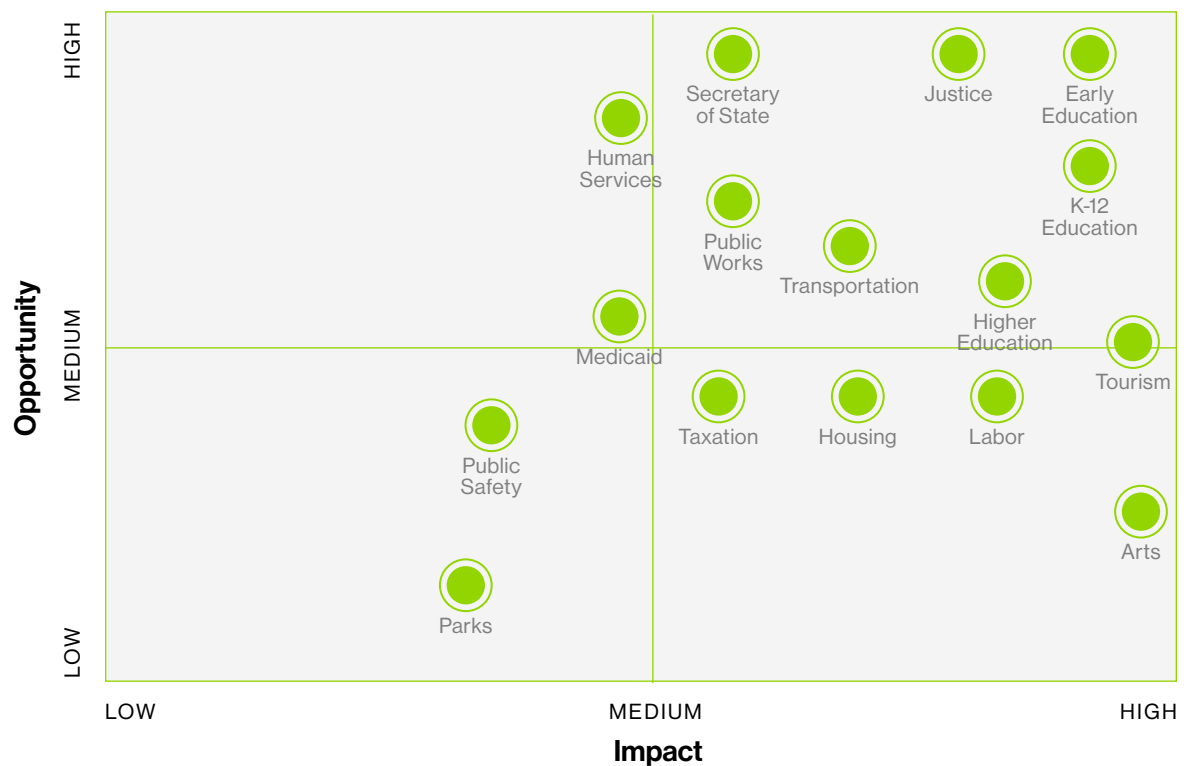 HIGH
Secretary
of State
Justice
Early
Education
Human
Services
K-12
Education
Public
Works
Transportation
Higher
Education
Opportunity
MEDIUM
Medicaid
Tourism
Taxation
Housing
Labor
Public
Safety
Arts
Parks
LOW
LOW
MEDIUM
HIGH
Impact